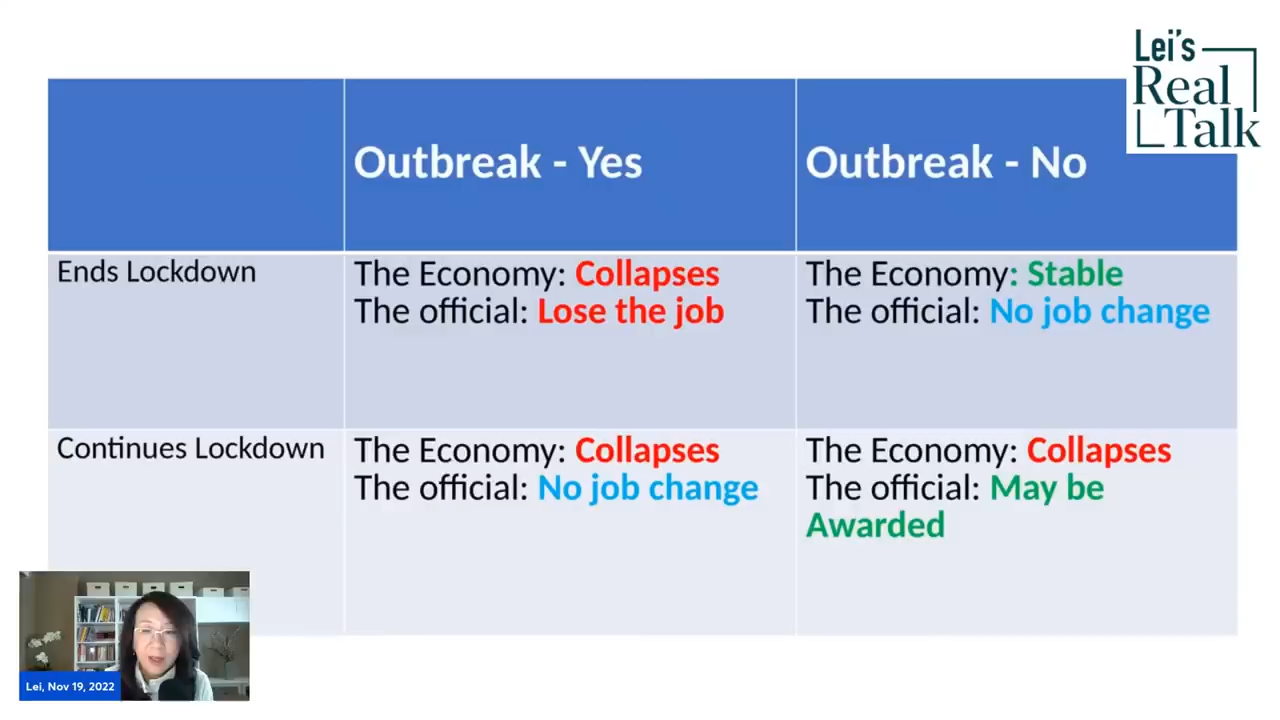 Lei's
Real
Talk
Outbreak - Yes
Outbreak - No
Ends Lockdown
The Economy: Collapses
The official: Lose the job
The Economy: Stable
The official: No job change
Continues Lockdown
The Economy: Collapses
The official: No job change
The Economy: Collapses
The official: May be
Awarded
Lei, Nov 19, 2022